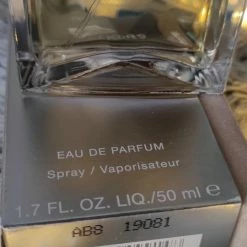 EAU DE PARFUM
Spray / Vaporisateur
1.7 FL. OZ. LIQ./50 ml e
AB8 19081